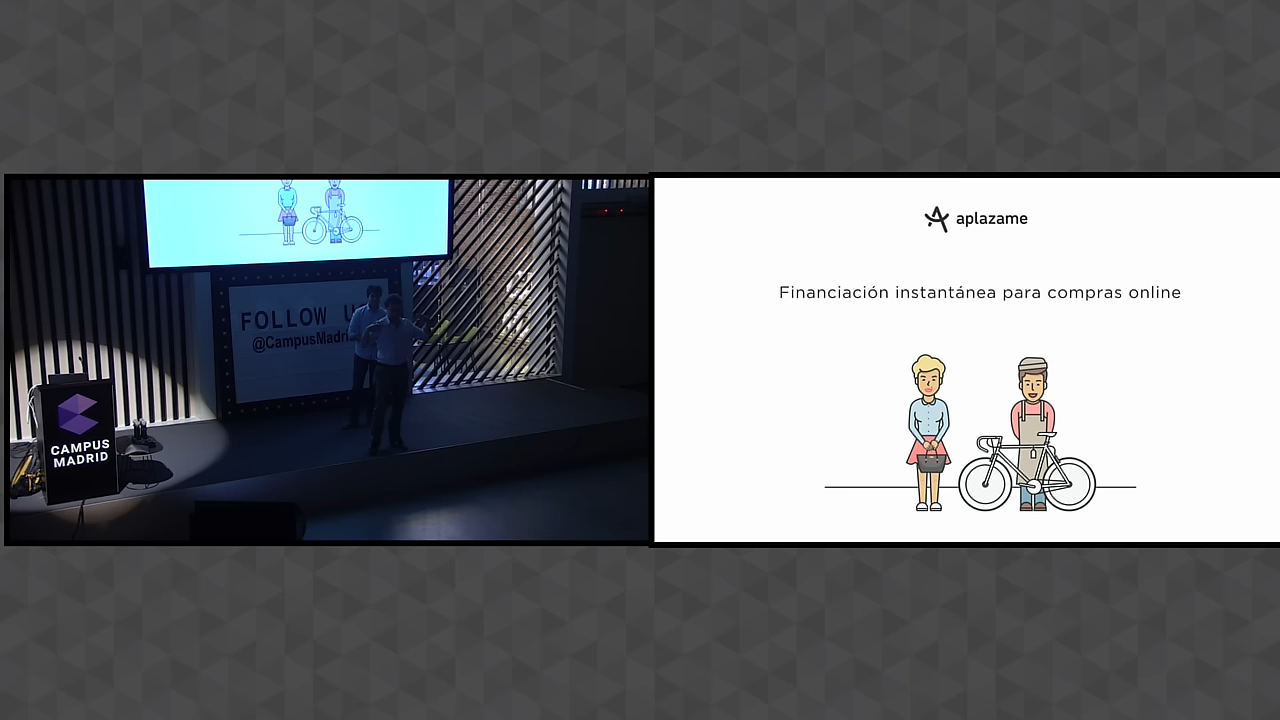 FOLLOW U
@CampusMadri
CAMPUS
MADRID
aplazame
Financiación instantánea para compras online